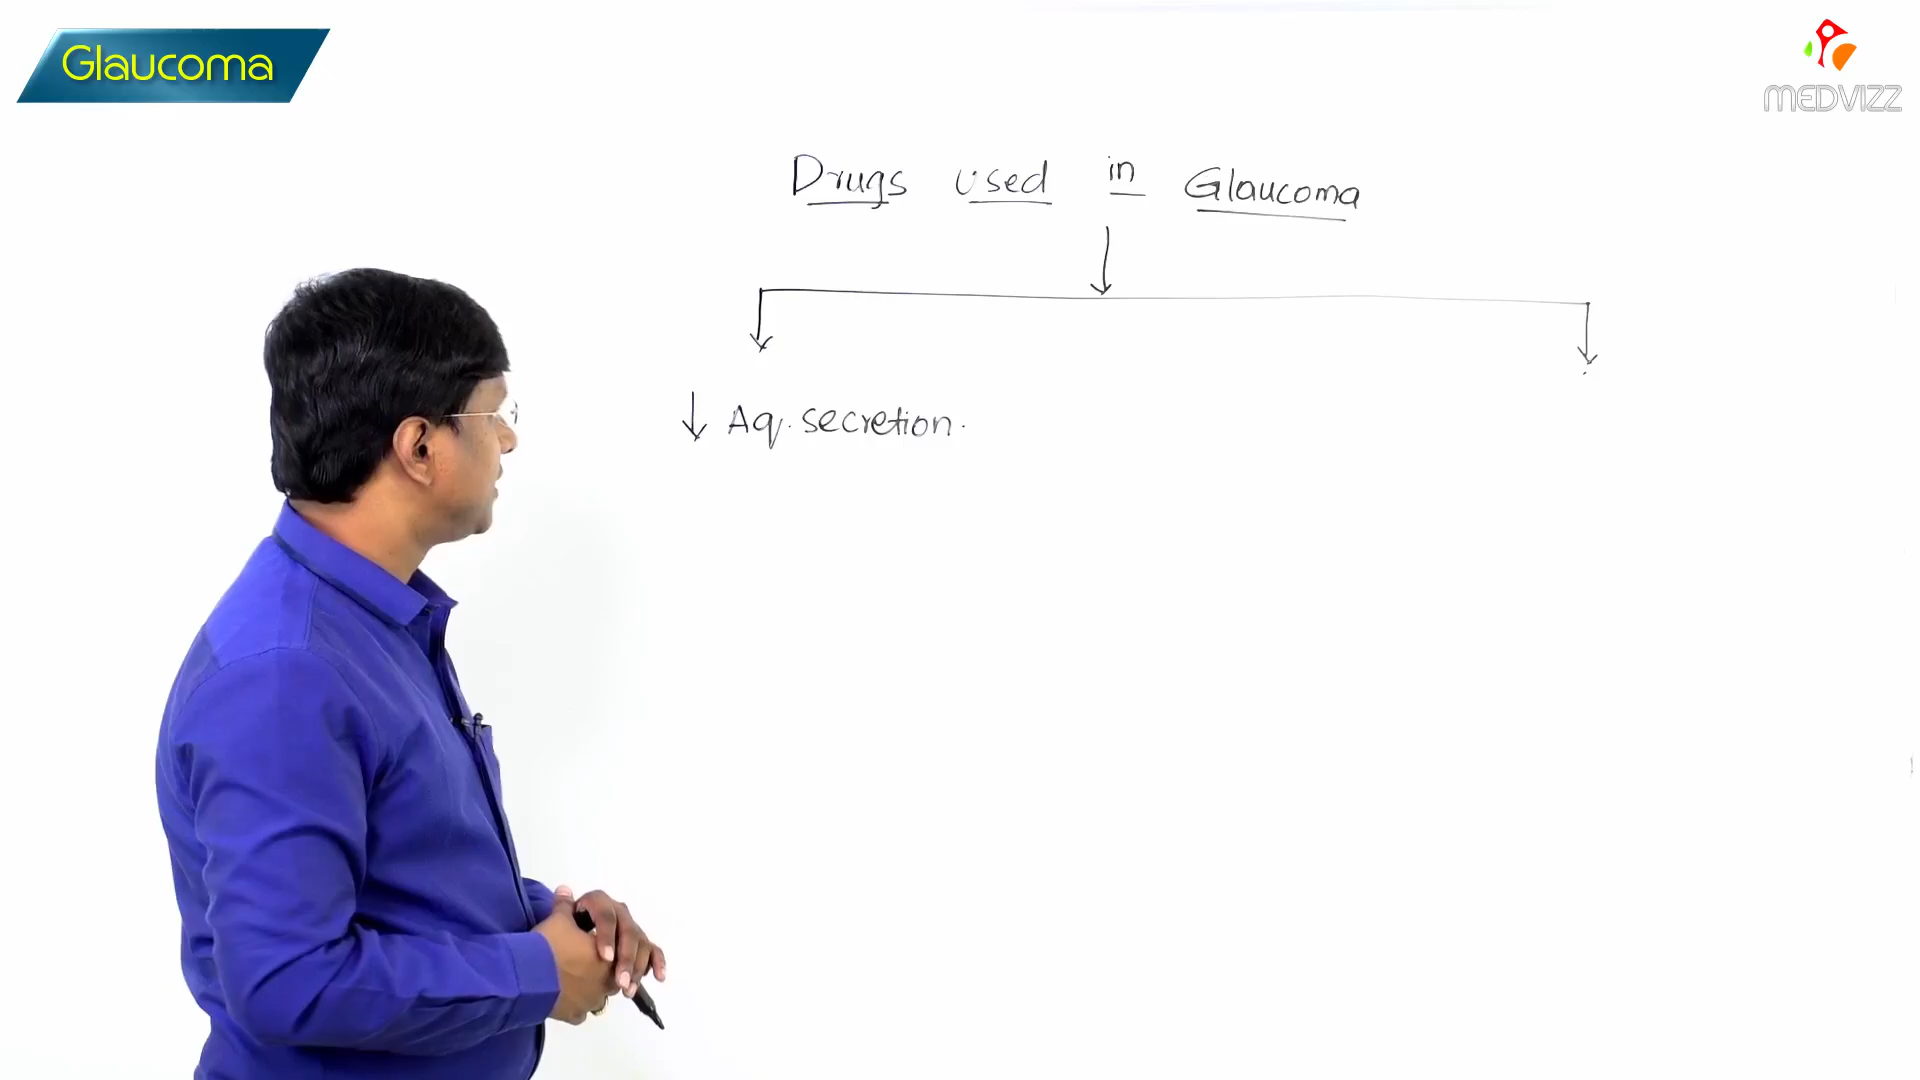 Glaucoma
MEDVIZZ
Drugs used in Glaucoma
↓ Aq. secretion.